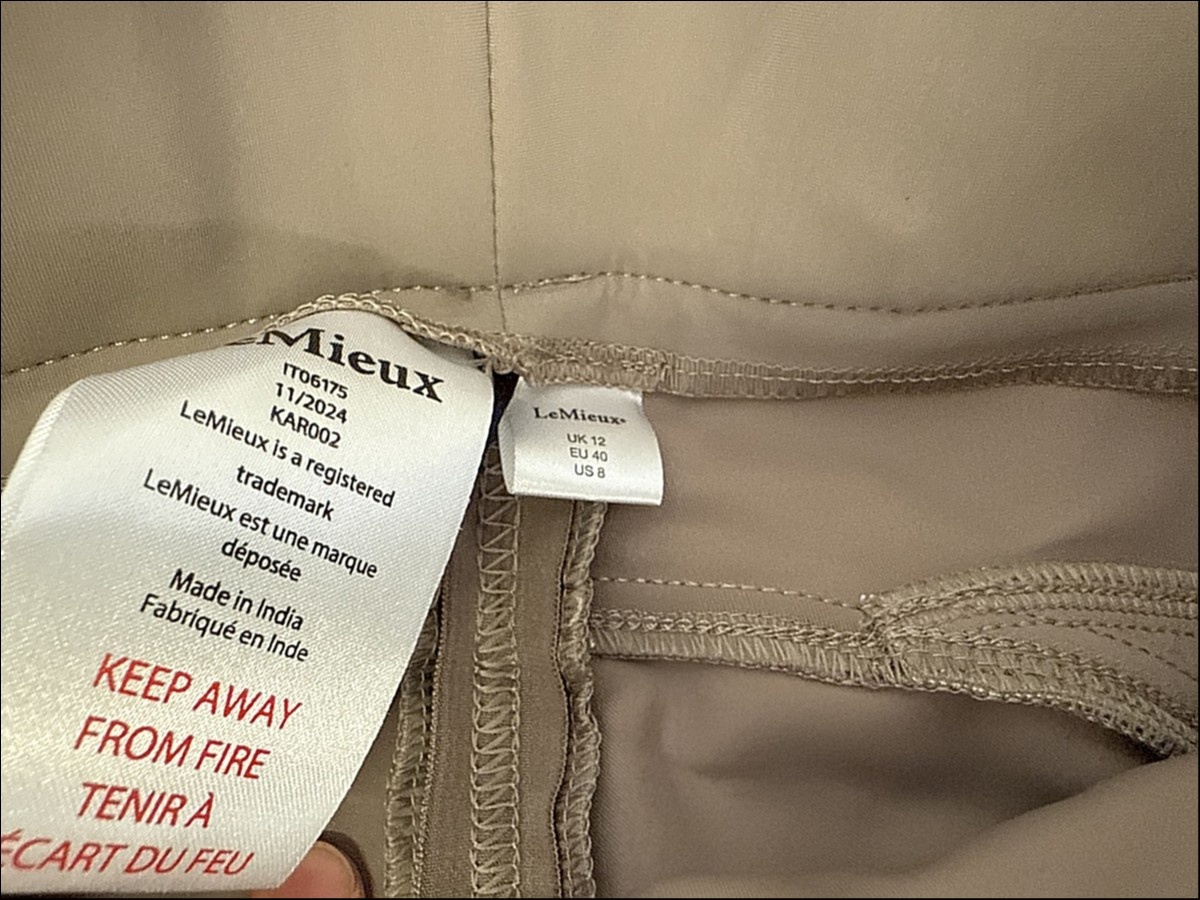 LeMieux
IT06175
11/2024
KAR002
LeMieux is a registered
trademark
LeMieux est une marque
déposée
Made in India
Fabriqué en Inde
KEEP AWAY
FROM FIRE
TENIR À
ÉCART DU FEU
LeMieux
UK 12
EU 40
US 8